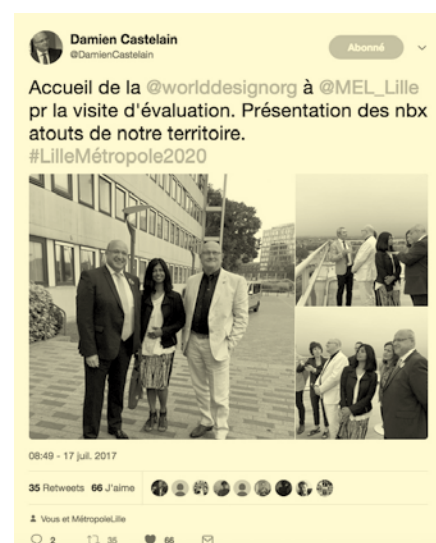 Damien Castelain
@DamienCastelain
Abonné
Accueil de la @worlddesignorg à @MEL_Lille
pr la visite d'évaluation. Présentation des nbx
atouts de notre territoire.
#LilleMétropole2020
08:49 - 17 juil. 2017
35 Retweets 66 J'aime
Vous et MétropoleLille
2 35 66